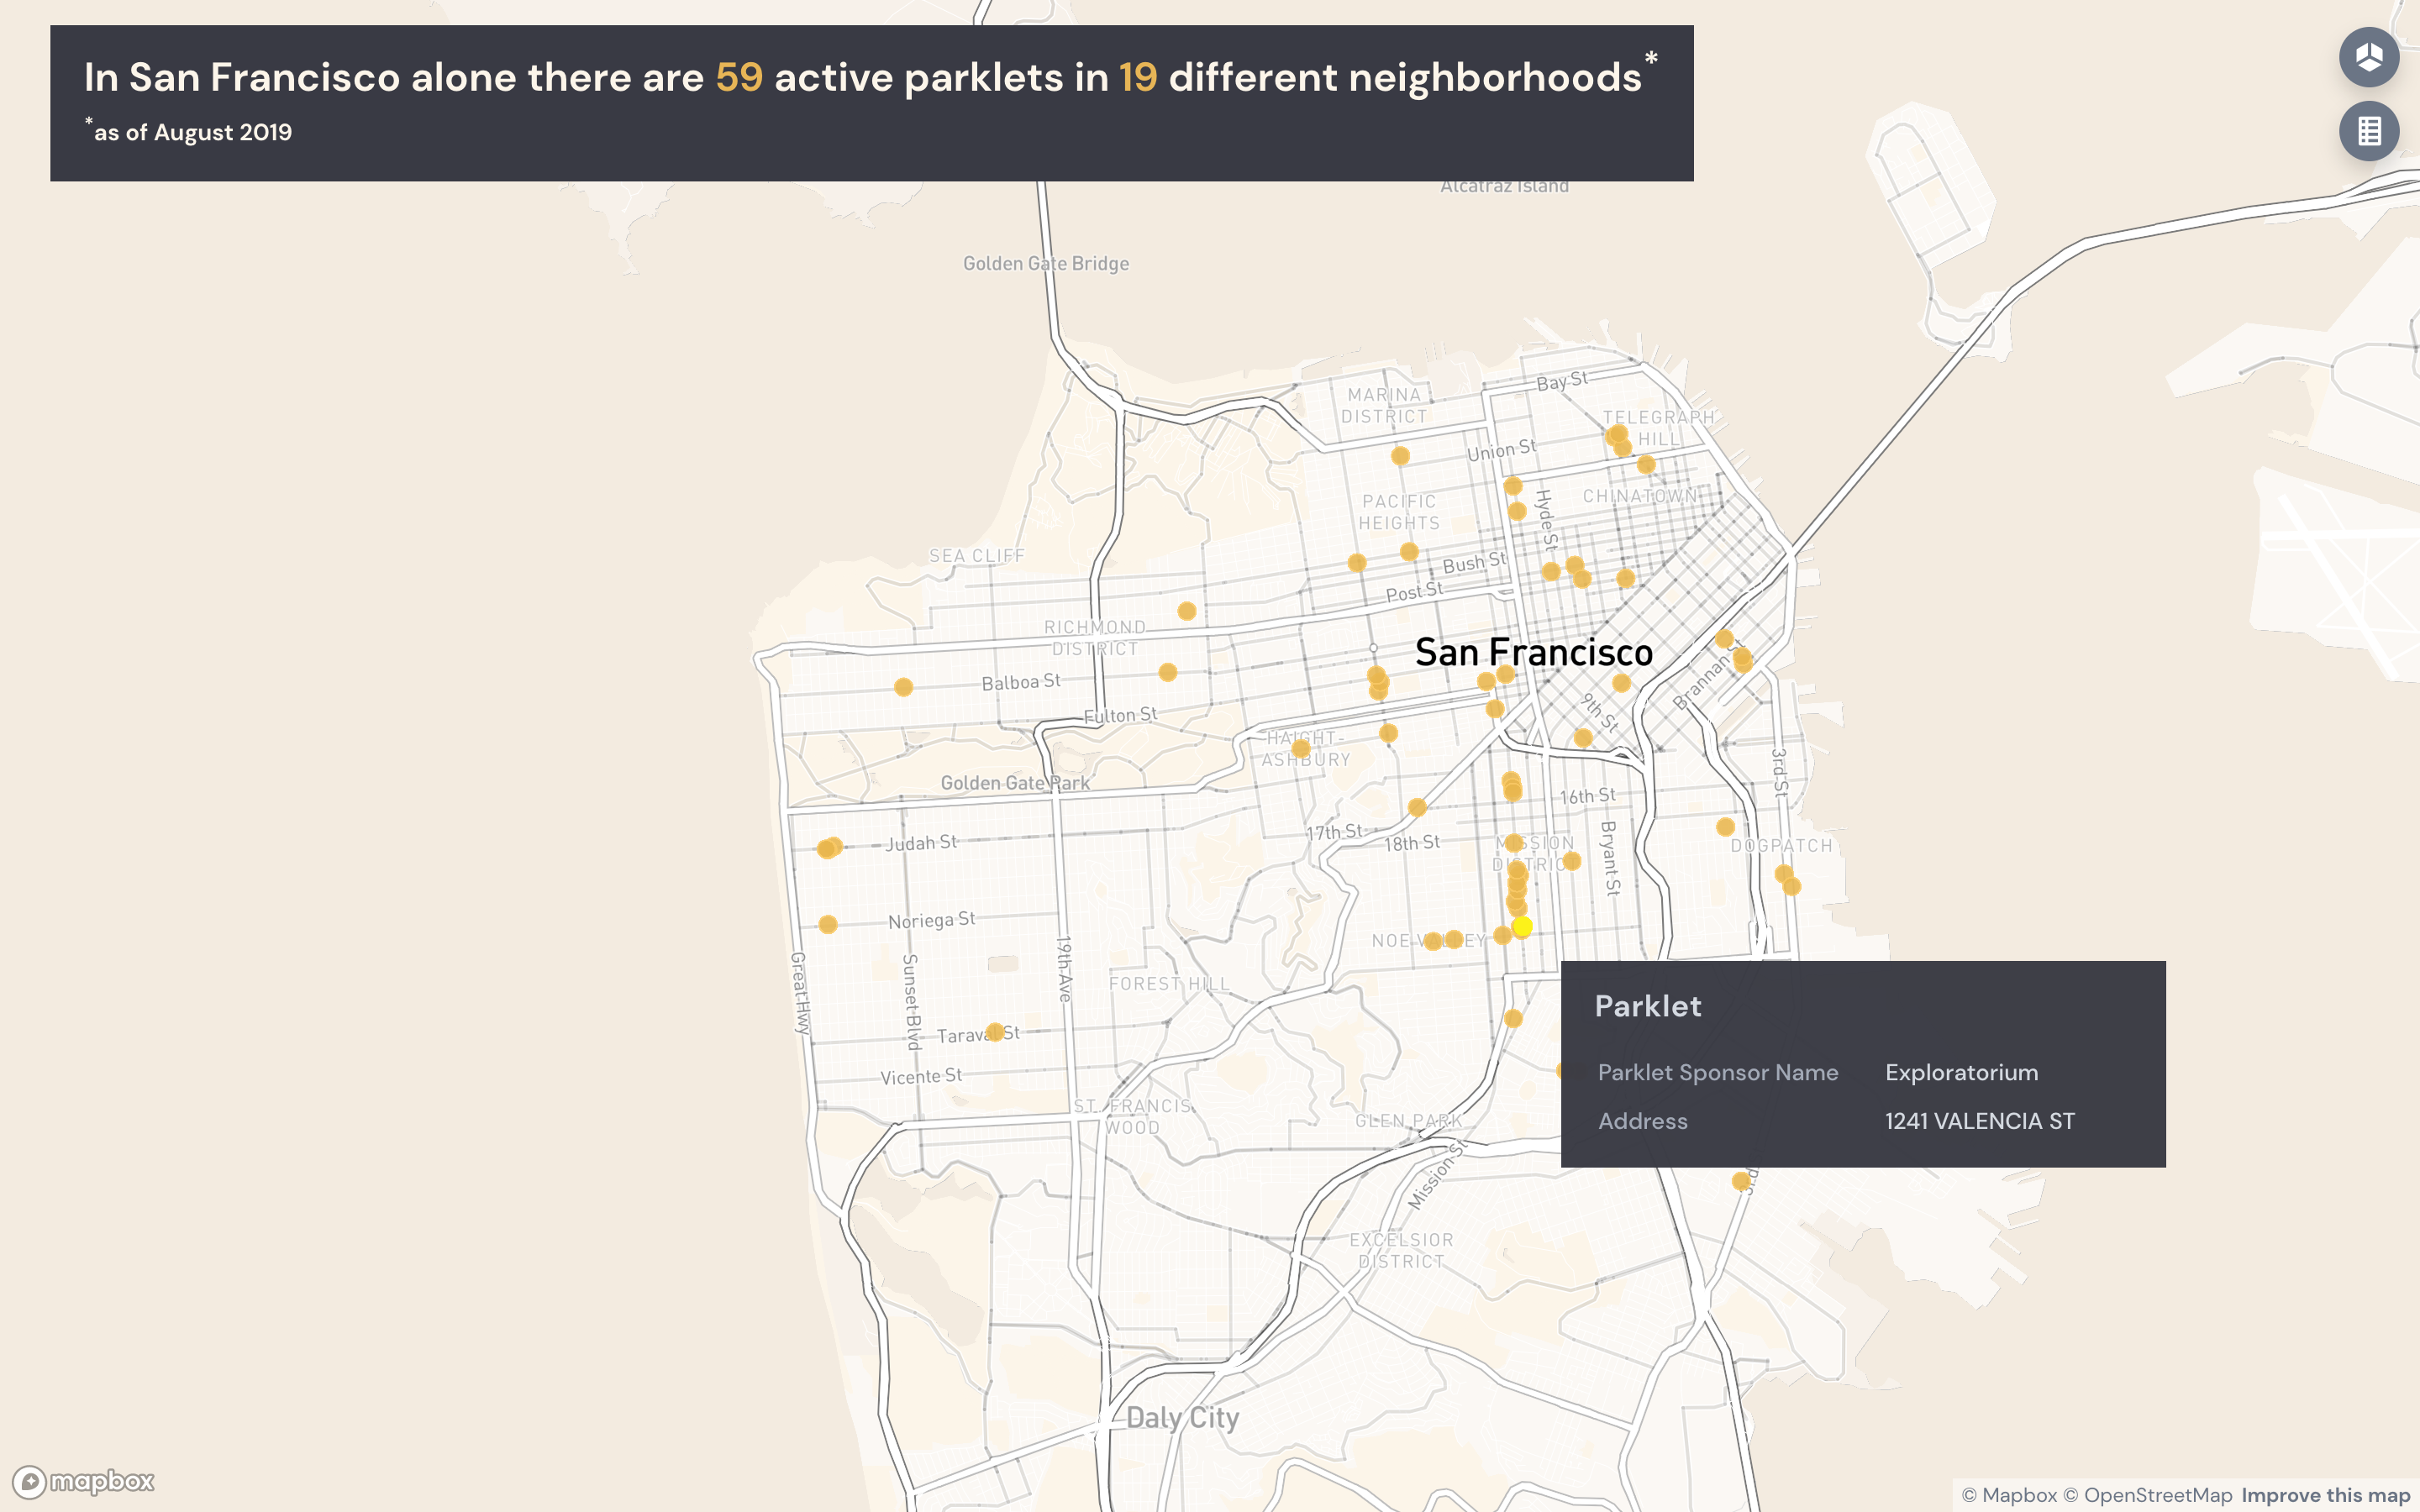 In San Francisco alone there are 59 active parklets in 19 different neighborhoods*
*as of August 2019
Alcatraz Island
Golden Gate Bridge
MARINA
DISTRICT
Bay St
TELEGRAPH
HILL
Union St
PACIFIC
HEIGHTS
Hyde St
CHINATOWN
SEA CLIFF
Bush St
Post St
RICHMOND
DISTRICT
San Francisco
Balboa St
Brannan St
9th St
Fulton St
HAIGHT-
ASHBURY
Golden Gate Park
3rd St
16th St
Judah St
17th St
18th St
MISSION
DISTRICT
Bryant St
DOGPATCH
Noriega St
NOE VALLEY
Great Hwy
Sunset Blvd
19th Ave
FOREST HILL
Taraval St
Vicente St
ST. FRANCIS
WOOD
GLEN PARK
Mission St
Parklet
Parklet Sponsor Name Exploratorium
Address 1241 VALENCIA ST
EXCELSIOR
DISTRICT
Daly City
mapbox
© Mapbox © OpenStreetMap Improve this map